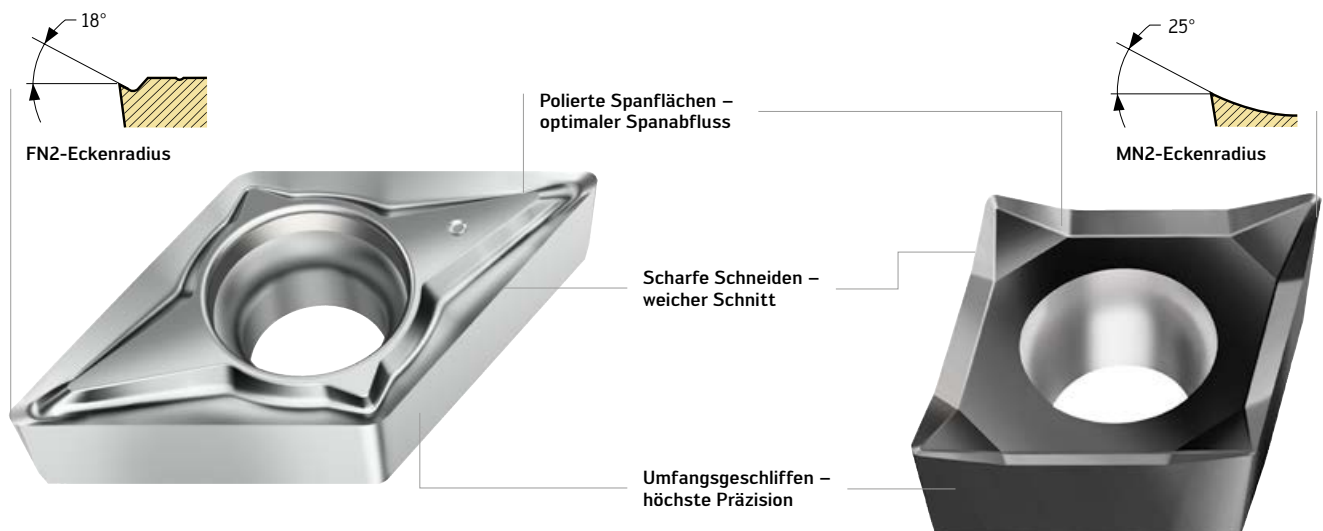 18°
FN2-Eckenradius
Polierte Spanflächen –
optimaler Spanabfluss
25°
MN2-Eckenradius
Scharfe Schneiden –
weicher Schnitt
Umfangsgeschliffen –
höchste Präzision